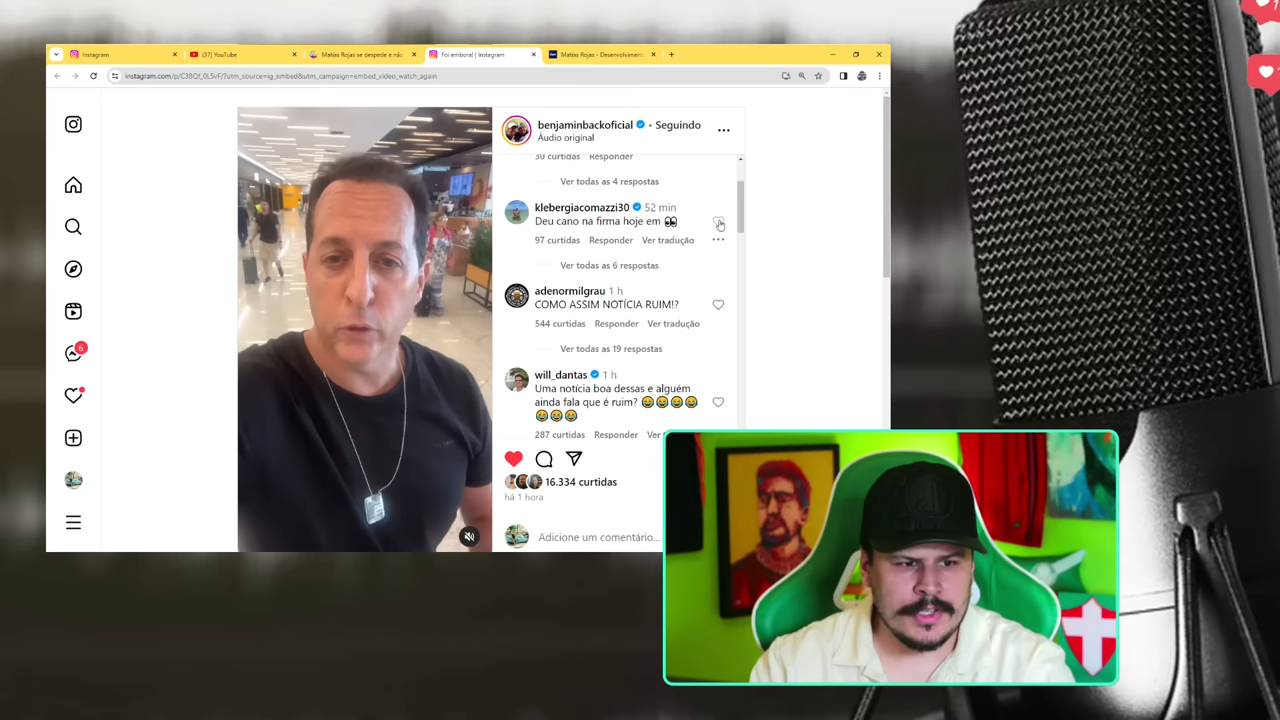 Instagram
(37) YouTube
Matías Rojas se despede e não
Foi embora! | Instagram
Matías Rojas - Desenvolviment
instagram.com/p/C38Qf_0L5vF/?utm_source=ig_embed&utm_campaign=embed_video_watch_again
benjaminbackoficial • Seguindo
Áudio original
30 curtidas Responder
Ver todas as 4 respostas
klebergiacomazzi30 52 min
Deu cano na firma hoje em 👀
97 curtidas Responder Ver tradução
Ver todas as 6 respostas
adenormilgrau 1 h
COMO ASSIM NOTÍCIA RUIM!?
544 curtidas Responder Ver tradução
Ver todas as 19 respostas
will_dantas 1 h
Uma notícia boa dessas e alguém
ainda fala que é ruim? 😂😂😂😂
😂😂😂
287 curtidas Responder Ver
6
16.334 curtidas
há 1 hora
Adicione um comentário...